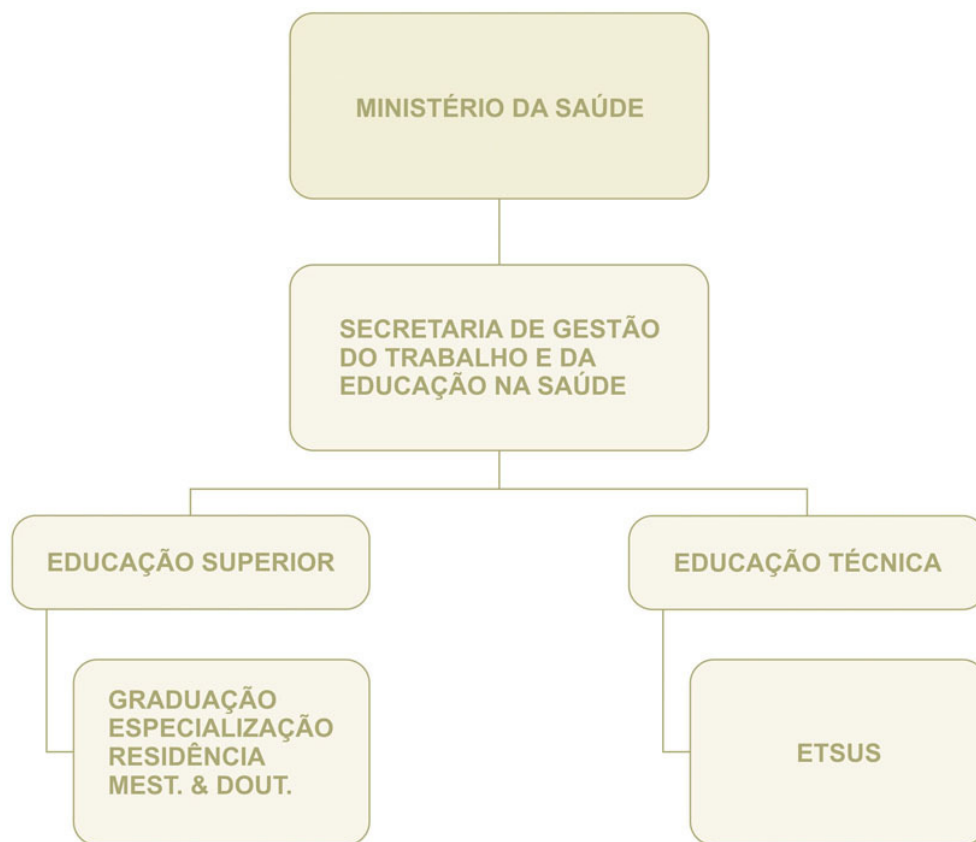 MINISTÉRIO DA SAÚDE
SECRETARIA DE GESTÃO
DO TRABALHO E DA
EDUCAÇÃO NA SAÚDE
EDUCAÇÃO SUPERIOR
EDUCAÇÃO TÉCNICA
GRADUAÇÃO
ESPECIALIZAÇÃO
RESIDÊNCIA
MEST. & DOUT.
ETSUS